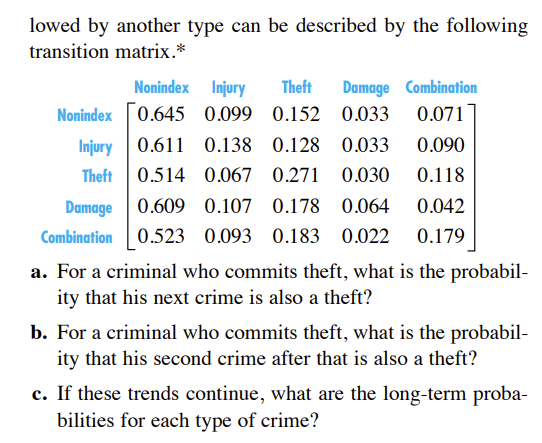 lowed by another type can be described by the following
transition matrix.*
Nonindex Injury Theft Damage Combination
Nonindex 0.645 0.099 0.152 0.033 0.071
Injury 0.611 0.138 0.128 0.033 0.090
Theft 0.514 0.067 0.271 0.030 0.118
Damage 0.609 0.107 0.178 0.064 0.042
Combination 0.523 0.093 0.183 0.022 0.179
a. For a criminal who commits theft, what is the probabil-
ity that his next crime is also a theft?
b. For a criminal who commits theft, what is the probabil-
ity that his second crime after that is also a theft?
c. If these trends continue, what are the long-term proba-
bilities for each type of crime?